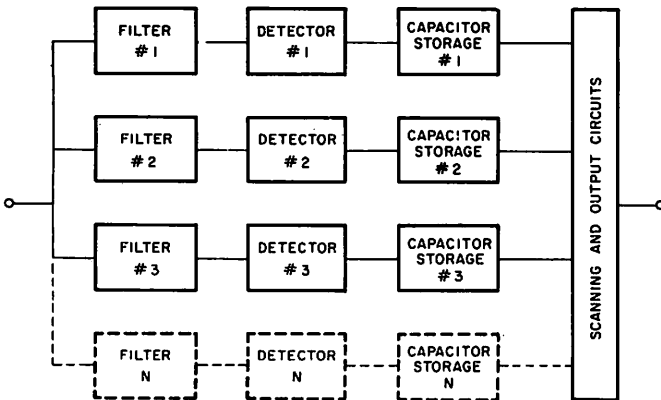 FILTER
#1
DETECTOR
#1
CAPACITOR
STORAGE
#1
FILTER
#2
DETECTOR
#2
CAPACITOR
STORAGE
#2
FILTER
#3
DETECTOR
#3
CAPACITOR
STORAGE
#3
FILTER
N
DETECTOR
N
CAPACITOR
STORAGE
N
SCANNING AND OUTPUT CIRCUITS